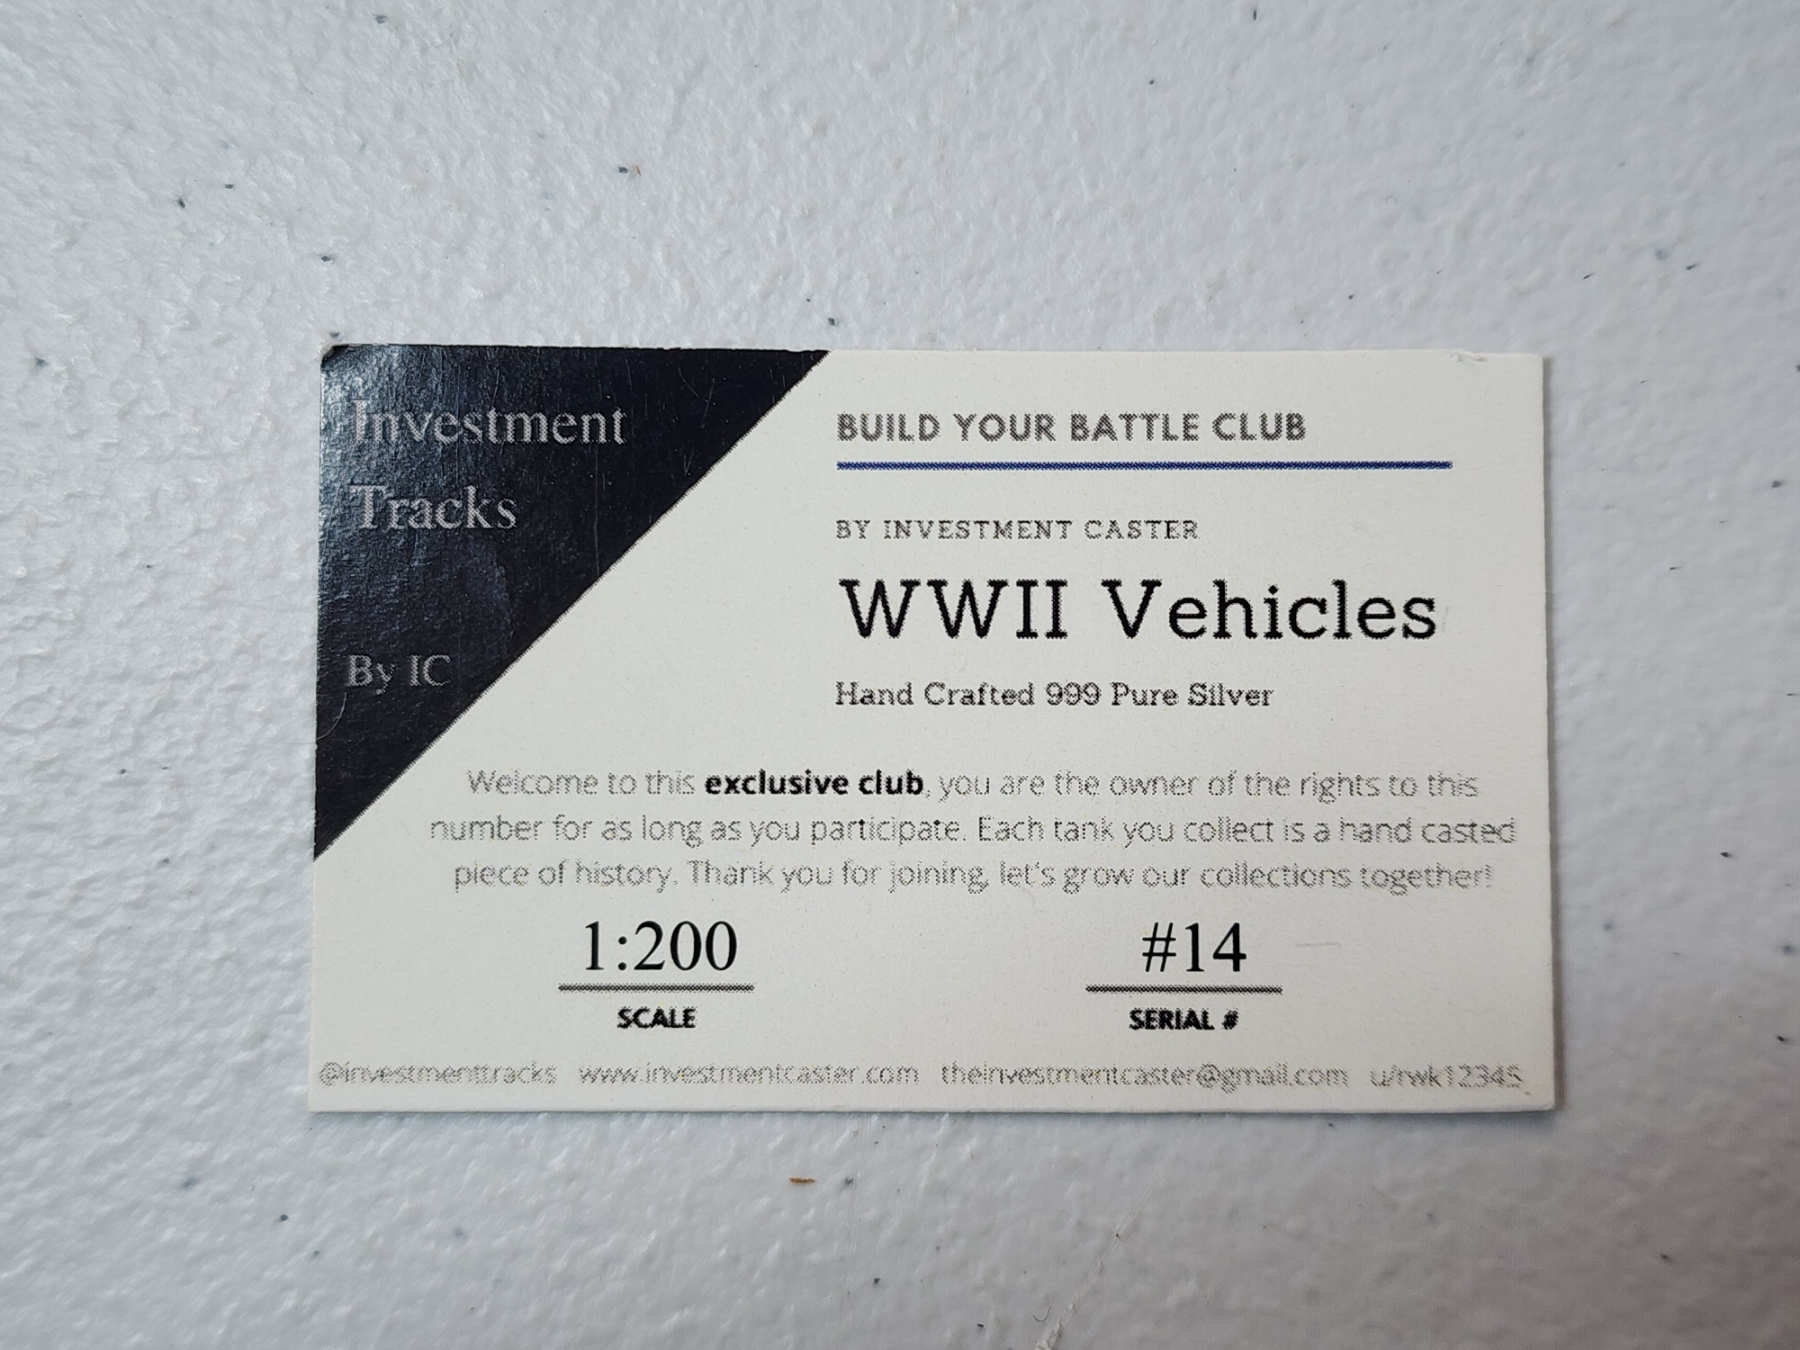 Investment
Tracks
By IC
BUILD YOUR BATTLE CLUB
BY INVESTMENT CASTER
WWII Vehicles
Hand Crafted 999 Pure Silver
Welcome to this exclusive club, you are the owner of the rights to this
number for as long as you participate. Each tank you collect is a hand casted
piece of history. Thank you for joining, let's grow our collections together!
1:200
SCALE
#14
SERIAL #
@investmenttracks www.investmentcaster.com theinvestmentcaster@gmail.com u/rwk12345